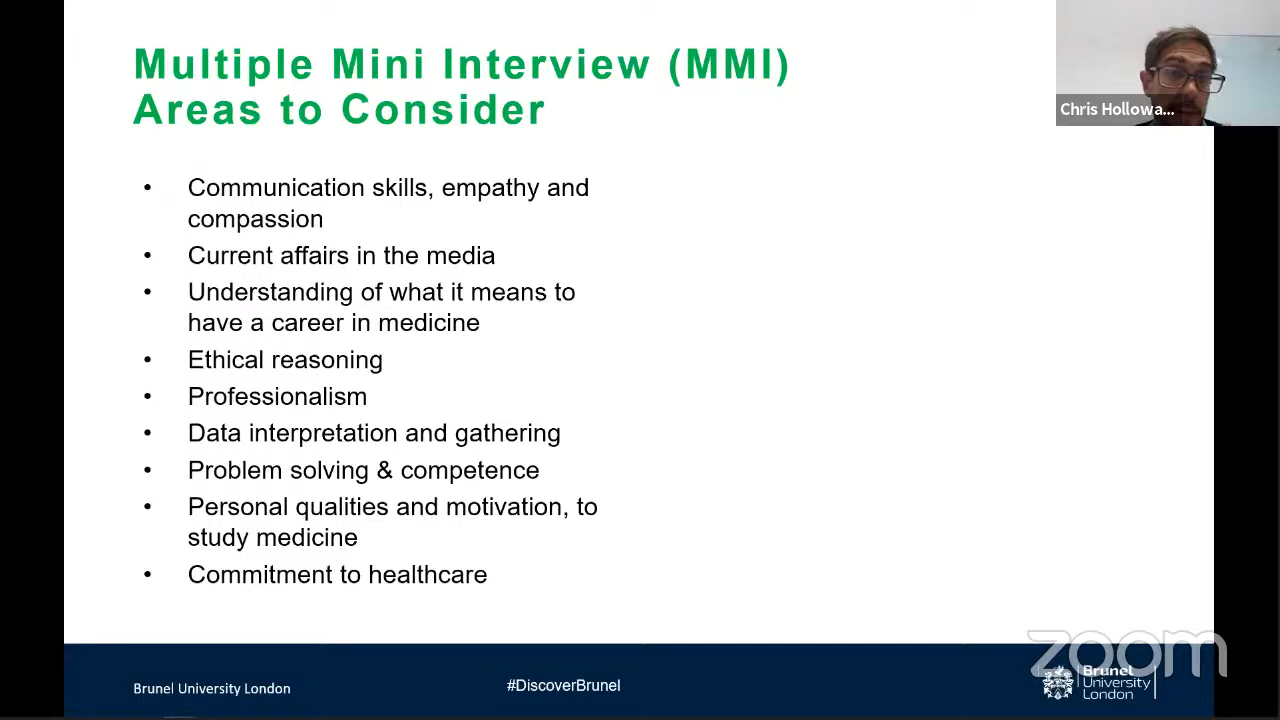 Multiple Mini Interview (MMI)
Areas to Consider
Chris Hollowa...
• Communication skills, empathy and
compassion
• Current affairs in the media
• Understanding of what it means to
have a career in medicine
• Ethical reasoning
• Professionalism
• Data interpretation and gathering
• Problem solving & competence
• Personal qualities and motivation, to
study medicine
• Commitment to healthcare
zoom
Brunel University London
#DiscoverBrunel
Brunel
University
London